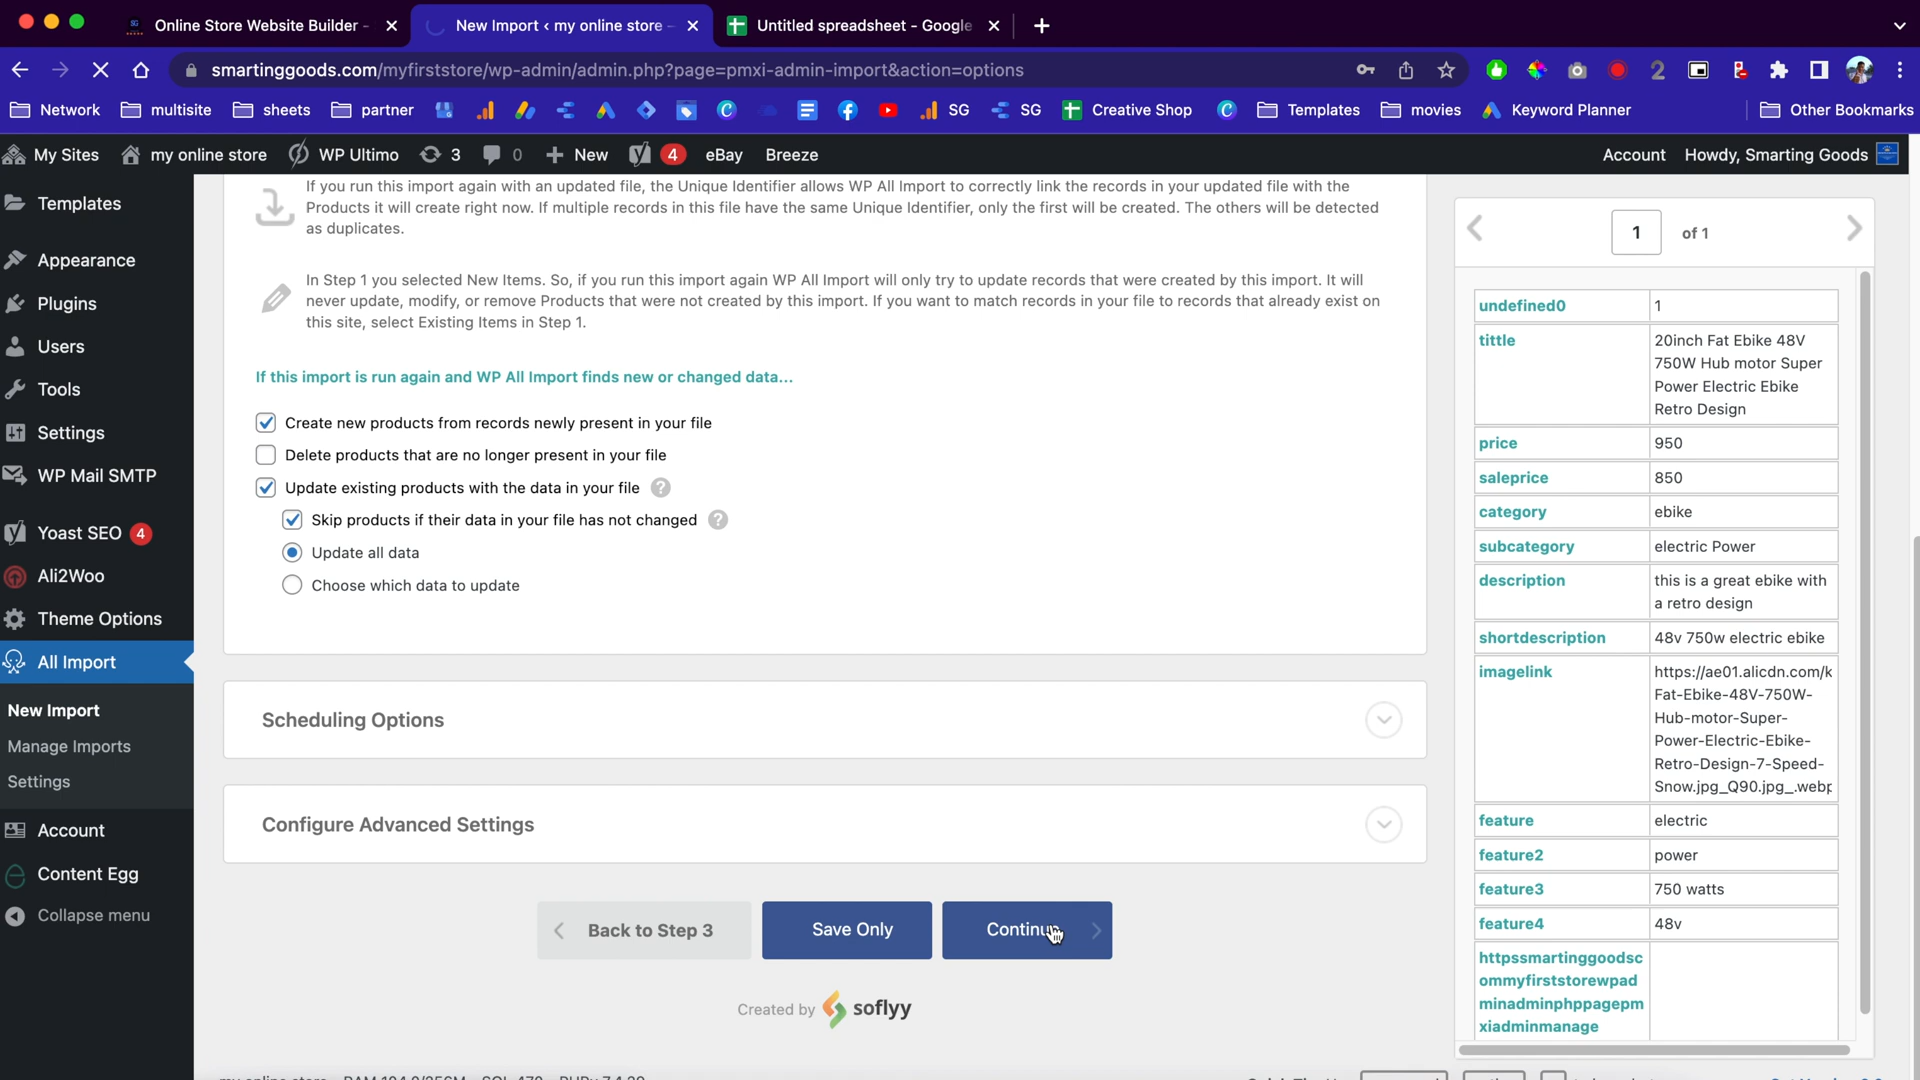 Online Store Website Builder -
New Import ‹ my online store -
Untitled spreadsheet - Google
smartinggoods.com/myfirststore/wp-admin/admin.php?page=pmxi-admin-import&action=options
Network
multisite
sheets
partner
SG
SG
Creative Shop
Templates
movies
Keyword Planner
Other Bookmarks
My Sites
my online store
WP Ultimo
3
0
New
4
eBay
Breeze
Account
Howdy, Smarting Goods
Templates
Appearance
Plugins
Users
Tools
Settings
WP Mail SMTP
Yoast SEO 4
Ali2Woo
Theme Options
All Import
New Import
Manage Imports
Settings
Account
Content Egg
Collapse menu
If you run this import again with an updated file, the Unique Identifier allows WP All Import to correctly link the records in your updated file with the
Products it will create right now. If multiple records in this file have the same Unique Identifier, only the first will be created. The others will be detected
as duplicates.
In Step 1 you selected New Items. So, if you run this import again WP All Import will only try to update records that were created by this import. It will
never update, modify, or remove Products that were not created by this import. If you want to match records in your file to records that already exist on
this site, select Existing Items in Step 1.
If this import is run again and WP All Import finds new or changed data...
Create new products from records newly present in your file
Delete products that are no longer present in your file
Update existing products with the data in your file ?
Skip products if their data in your file has not changed ?
Update all data
Choose which data to update
Scheduling Options
Configure Advanced Settings
Back to Step 3
Save Only
Continue
Created by soflyy
1 of 1
undefined0 1
tittle 20inch Fat Ebike 48V
750W Hub motor Super
Power Electric Ebike
Retro Design
price 950
saleprice 850
category ebike
subcategory electric Power
description this is a great ebike with
a retro design
shortdescription 48v 750w electric ebike
imagelink https://ae01.alicdn.com/k
Fat-Ebike-48V-750W-
Hub-motor-Super-
Power-Electric-Ebike-
Retro-Design-7-Speed-
Snow.jpg_Q90.jpg_.webp
feature electric
feature2 power
feature3 750 watts
feature4 48v
httpssmartinggoodsc
ommyfirststorewpad
minadminphppagepm
xiadminmanage